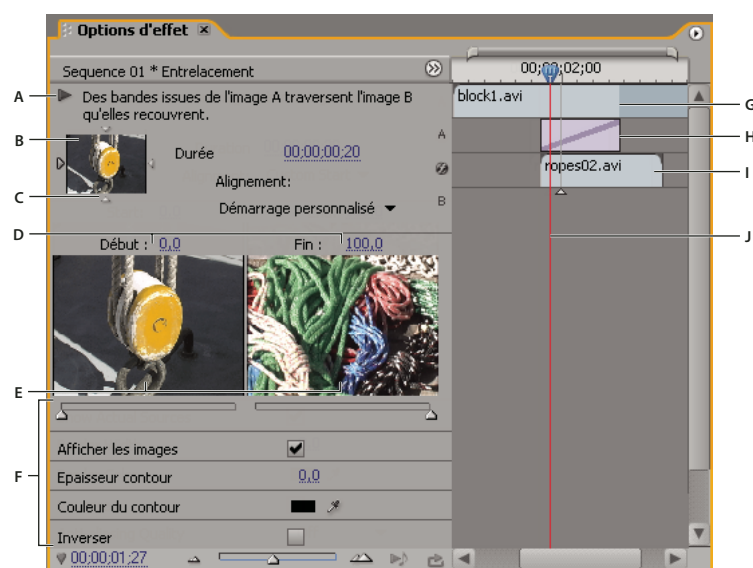 Options d'effet
Sequence 01 * Entrelacement
00;00;02;00
A
Des bandes issues de l'image A traversent l'image B
qu'elles recouvrent.
block1.avi
G
B
A
H
Durée 00;00;00;20
ropes02.avi
I
Alignement:
C
Démarrage personnalisé
B
D
J
Début : 0,0
Fin : 100,0
E
F
Afficher les images
Epaisseur contour 0,0
Couleur du contour
Inverser
00;00;01;27